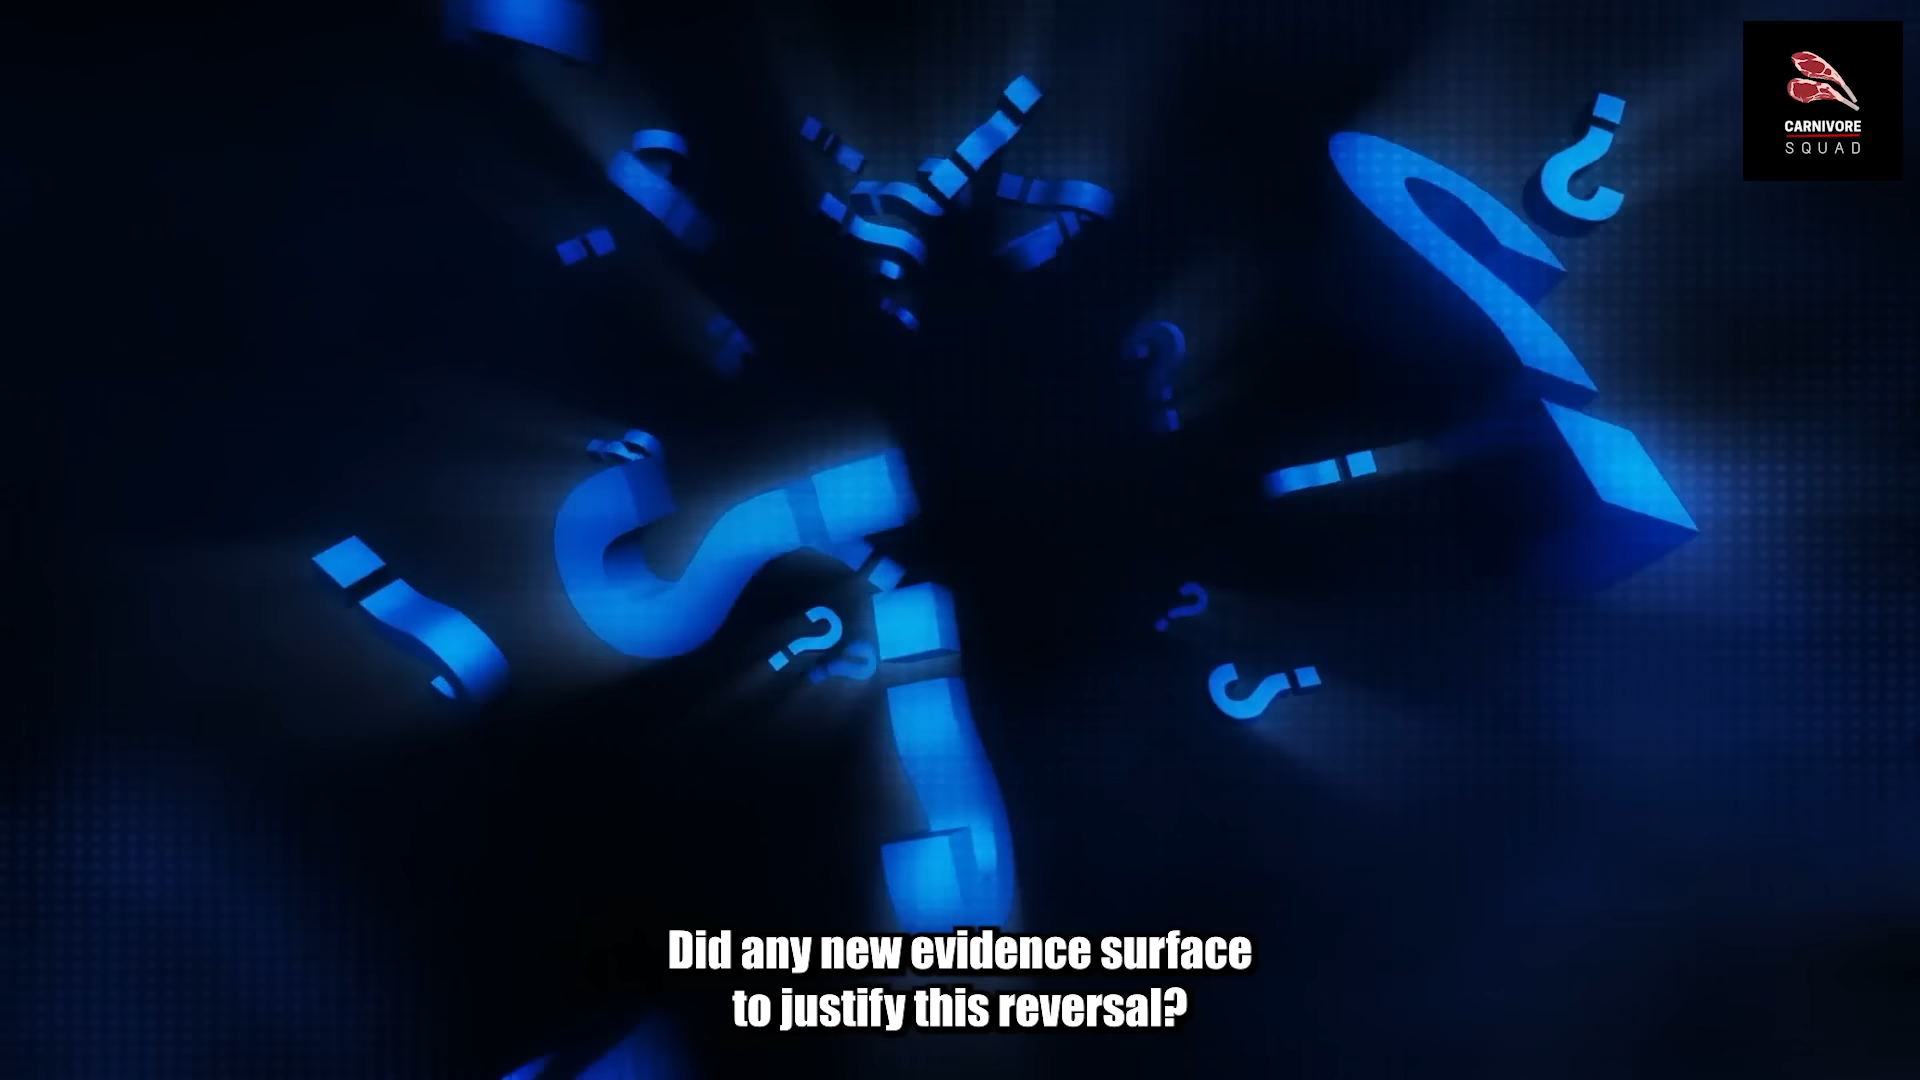 CARNIVORE
SQUAD
Did any new evidence surface
to justify this reversal?